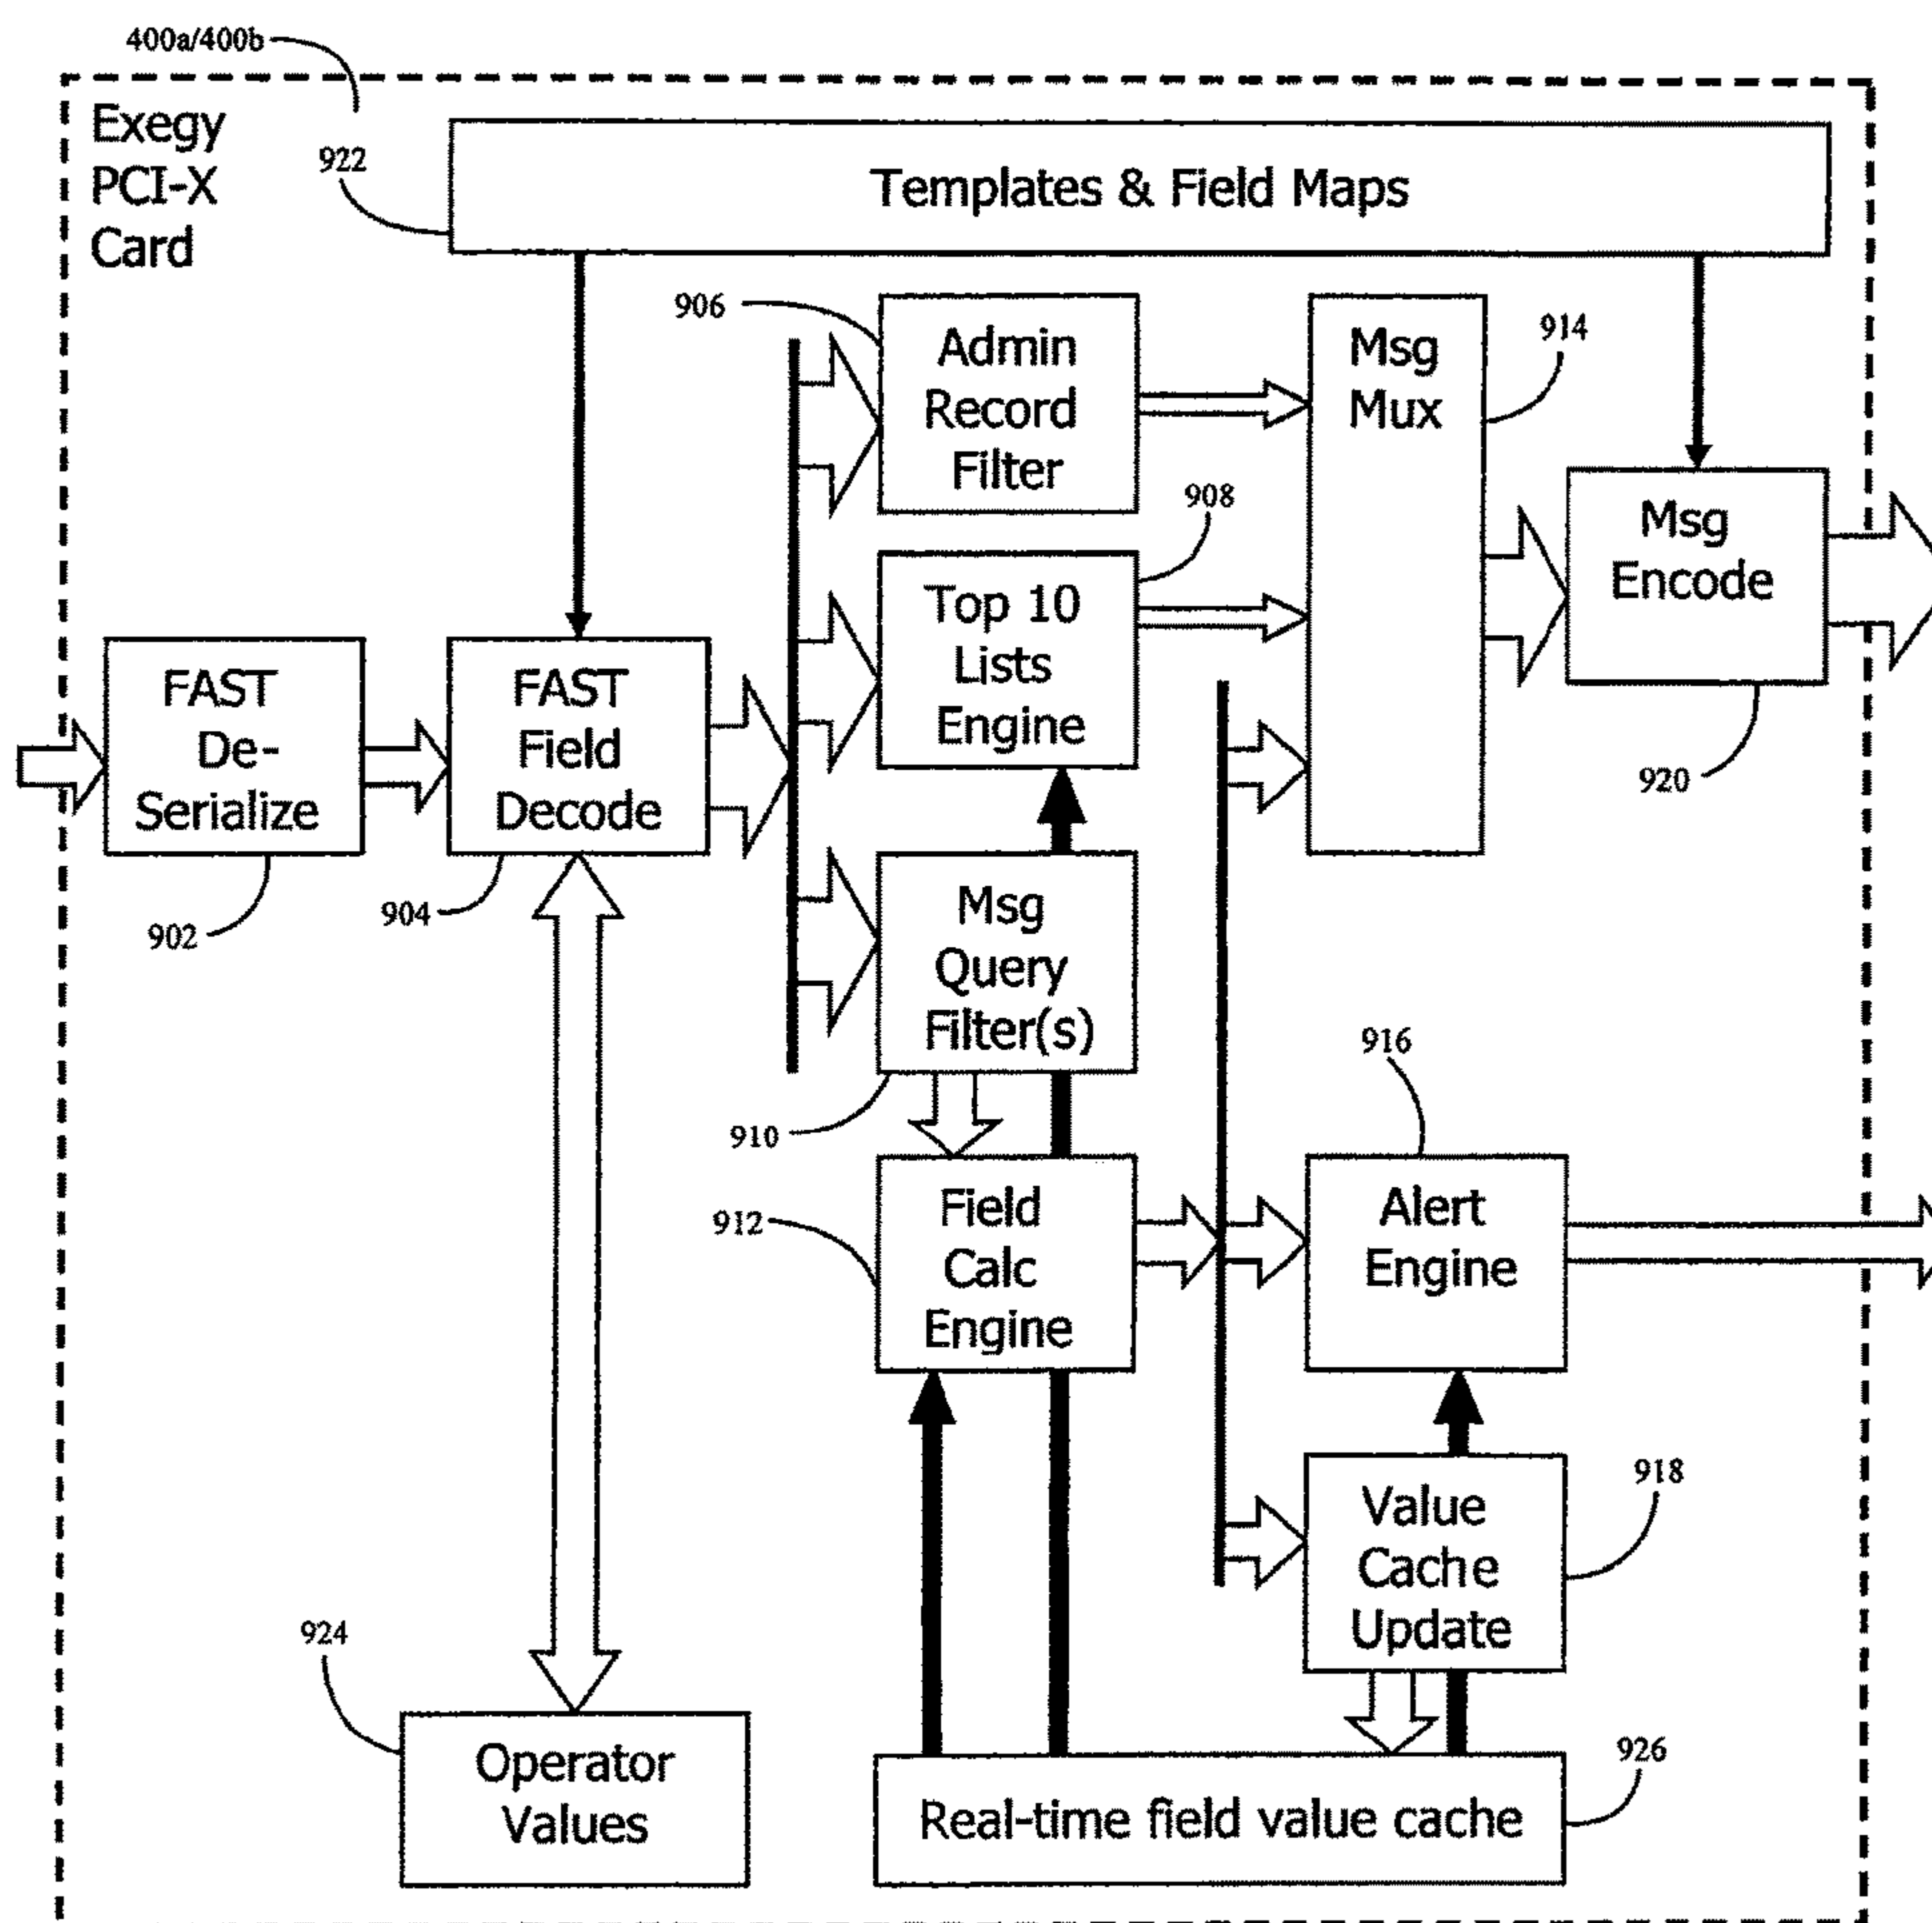 400a/400b
Exegy
PCI-X
Card
922
Templates & Field Maps
906
Admin
Record
Filter
Msg
Mux
914
908
Msg
Encode
Top 10
Lists
Engine
FAST
De-
Serialize
FAST
Field
Decode
920
902
904
Msg
Query
Filter(s)
916
910
912
Field
Calc
Engine
Alert
Engine
918
Value
Cache
Update
924
Operator
Values
926
Real-time field value cache